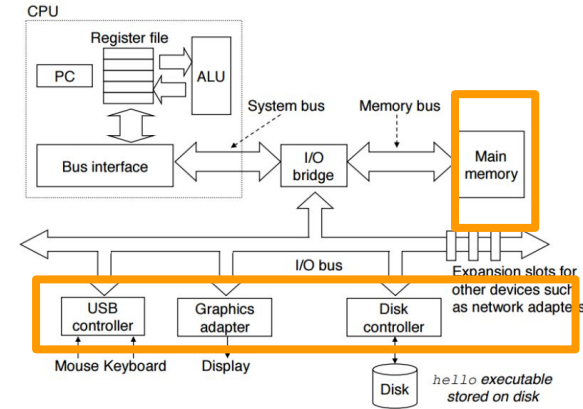 CPU
Register file
PC
ALU
System bus
Memory bus
Bus interface
I/O
bridge
Main
memory
I/O bus
Expansion slots for
other devices such
as network adapters
USB
controller
Graphics
adapter
Disk
controller
Mouse Keyboard
Display
Disk
hello executable
stored on disk